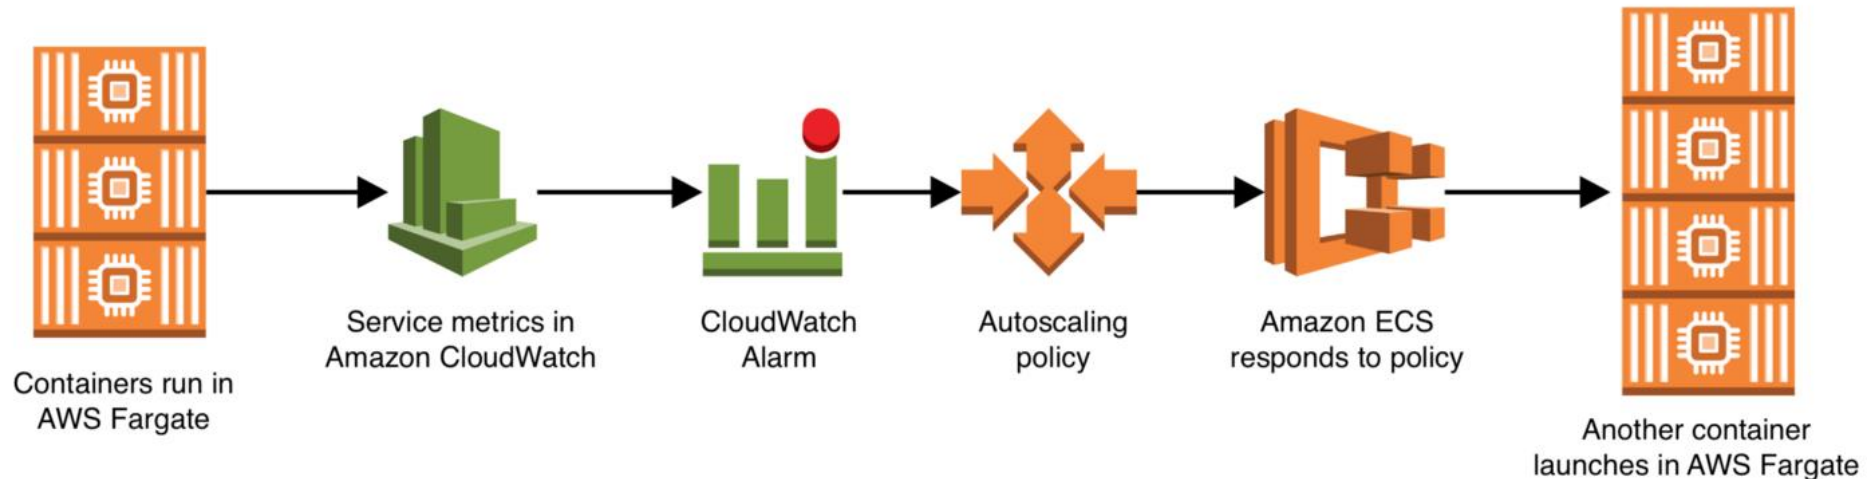 Containers run in
AWS Fargate
Service metrics in
Amazon CloudWatch
CloudWatch
Alarm
Autoscaling
policy
Amazon ECS
responds to policy
Another container
launches in AWS Fargate